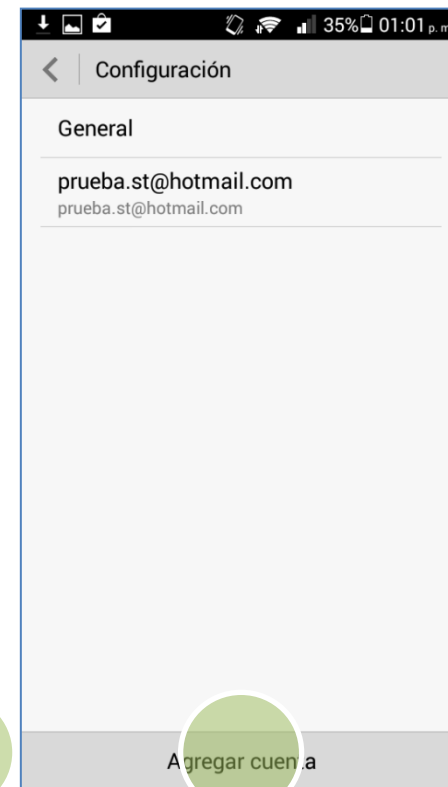 35% 01:01 p. m
Configuración
General
prueba.st@hotmail.com
prueba.st@hotmail.com
Agregar cuenta